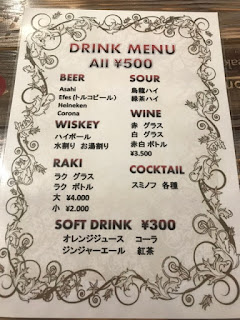 DRINK MENU
All ¥500
BEER
Asahi
Efes (トルコビール)
Heineken
Corona
SOUR
烏龍ハイ
緑茶ハイ
WISKEY
ハイボール
水割り お湯割り
WINE
赤 グラス
白 グラス
赤白 ボトル
¥3.500
RAKI
ラク グラス
ラク ボトル
大 ¥4.000
小 ¥2.000
COCKTAIL
スミノフ 各種
SOFT DRINK ¥300
オレンジジュース コーラ
ジンジャーエール 紅茶